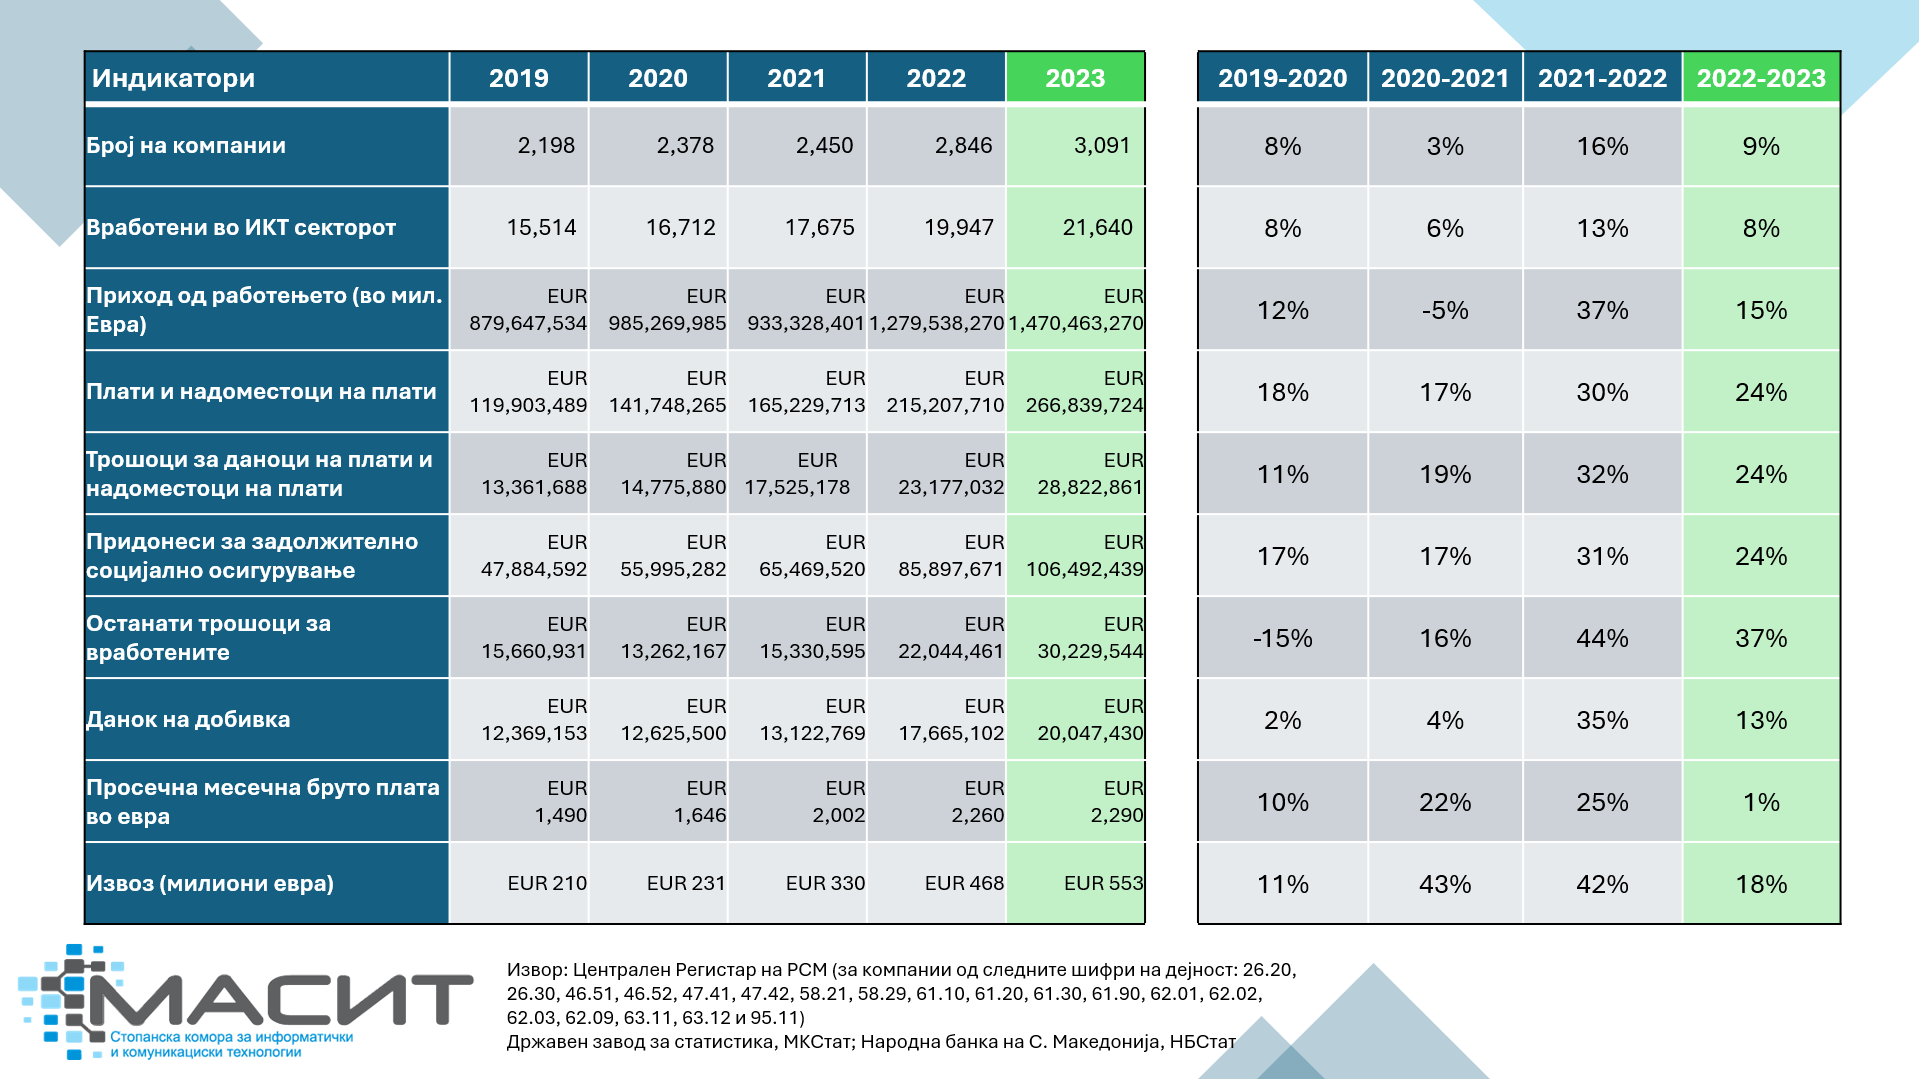 Индикатори 2019 2020 2021 2022 2023 2019-2020 2020-2021 2021-2022 2022-2023
Број на компании 2,198 2,378 2,450 2,846 3,091 8% 3% 16% 9%
Вработени во ИКТ секторот 15,514 16,712 17,675 19,947 21,640 8% 6% 13% 8%
Приход од работењето (во мил. EUR EUR EUR EUR EUR
Евра) 879,647,534 985,269,985 933,328,401 1,279,538,270 1,470,463,270 12% -5% 37% 15%
EUR EUR EUR EUR EUR
Плати и надоместоци на плати 119,903,489 141,748,265 165,229,713 215,207,710 266,839,724 18% 17% 30% 24%
Трошоци за даноци на плати и EUR EUR EUR EUR EUR
надоместоци на плати 13,361,688 14,775,880 17,525,178 23,177,032 28,822,861 11% 19% 32% 24%
Придонеси за задолжително EUR EUR EUR EUR EUR
социјално осигурување 47,884,592 55,995,282 65,469,520 85,897,671 106,492,439 17% 17% 31% 24%
Останати трошоци за EUR EUR EUR EUR EUR
вработените 15,660,931 13,262,167 15,330,595 22,044,461 30,229,544 -15% 16% 44% 37%
EUR EUR EUR EUR EUR
Данок на добивка 12,369,153 12,625,500 13,122,769 17,665,102 20,047,430 2% 4% 35% 13%
Просечна месечна бруто плата EUR EUR EUR EUR EUR
во евра 1,490 1,646 2,002 2,260 2,290 10% 22% 25% 1%
Извоз (милиони евра) EUR 210 EUR 231 EUR 330 EUR 468 EUR 553 11% 43% 42% 18%
МАСИТ
Стопанска комора за информатички
и комуникациски технологии
Извор: Централен Регистар на РСМ (за компании од следните шифри на дејност: 26.20,
26.30, 46.51, 46.52, 47.41, 47.42, 58.21, 58.29, 61.10, 61.20, 61.30, 61.90, 62.01, 62.02,
62.03, 62.09, 63.11, 63.12 и 95.11)
Државен завод за статистика, МКСтат; Народна банка на С. Македонија, НБСтат